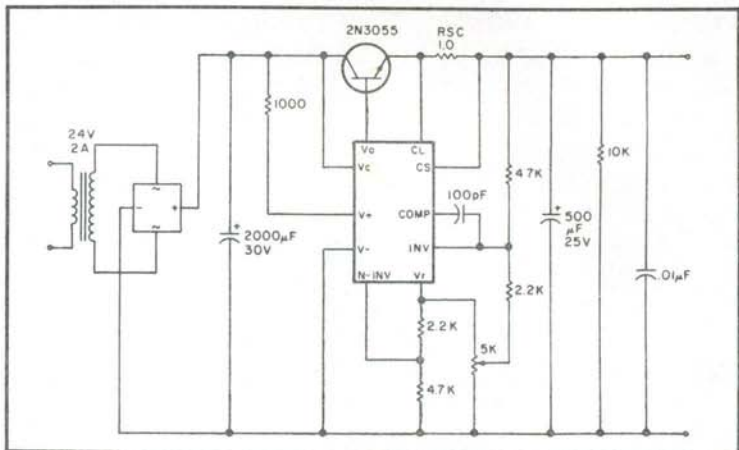 2N3055
RSC
1.0
1000
24V
2A
Vo
CL
Vc
CS
4.7K
10K
100pF
V+
COMP
500
µF
25V
2000µF
30V
V-
INV
.01µF
N-INV
Vr
2.2K
2.2K
5K
4.7K
~
-
+
~
+
+